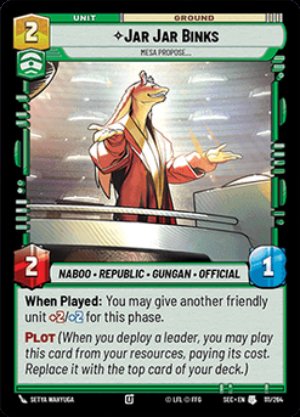 UNIT GROUND
2 ✧JAR JAR BINKS
MESA PROPOSE...
2 1
NABOO • REPUBLIC • GUNGAN • OFFICIAL
When Played: You may give another friendly
unit +2/+2 for this phase.
PLOT (When you deploy a leader, you may play
this card from your resources, paying its cost.
Replace it with the top card of your deck.)
SETYA WAHYUGA U © LFL © FFG SEC • EN 111/264